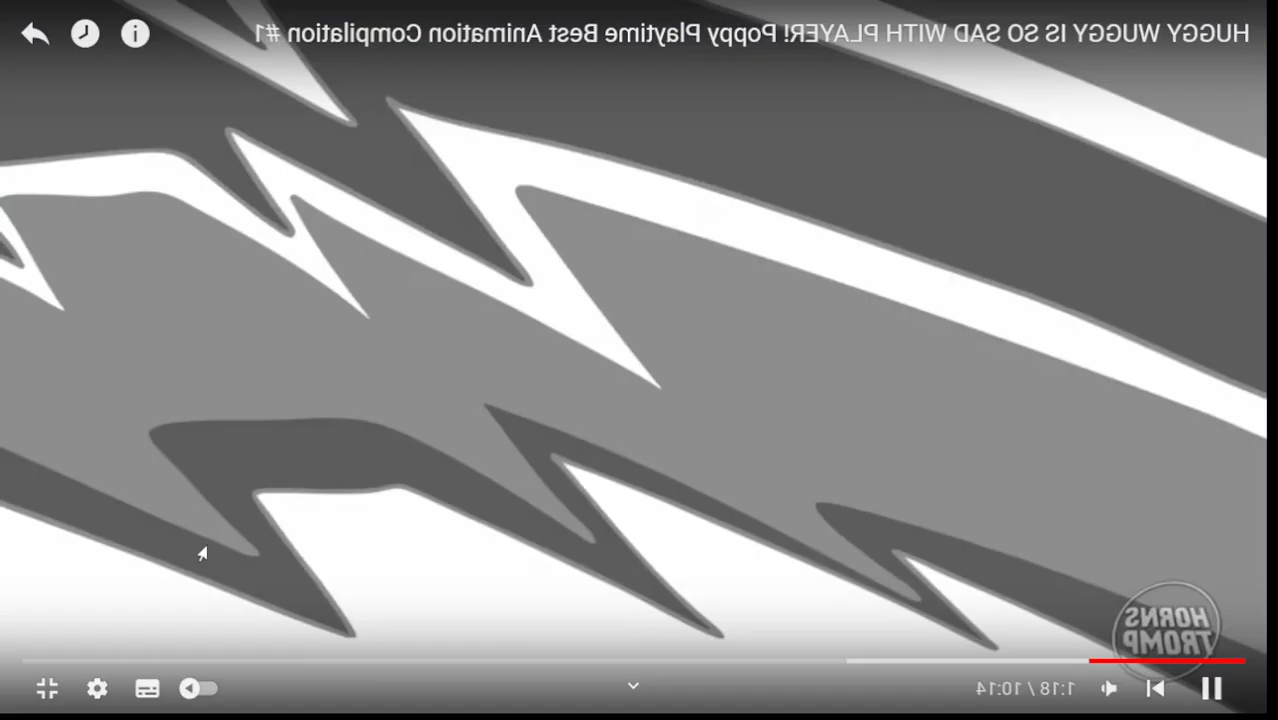 HUGGY WUGGY IS SO SAD WITH PLAYER! Poppy Playtime Best Animation Compilation #1
HORNS
TROMP
1:18 / 10:14